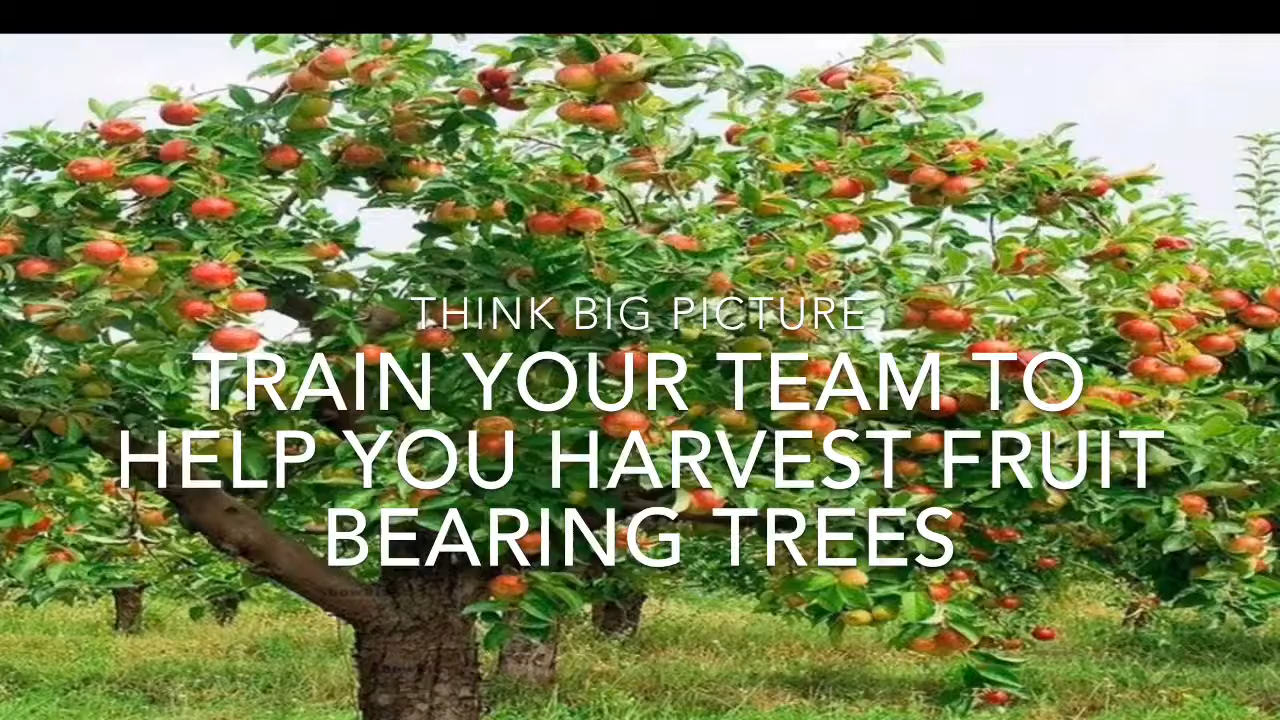 THINK BIG PICTURE
TRAIN YOUR TEAM TO
HELP YOU HARVEST FRUIT
BEARING TREES